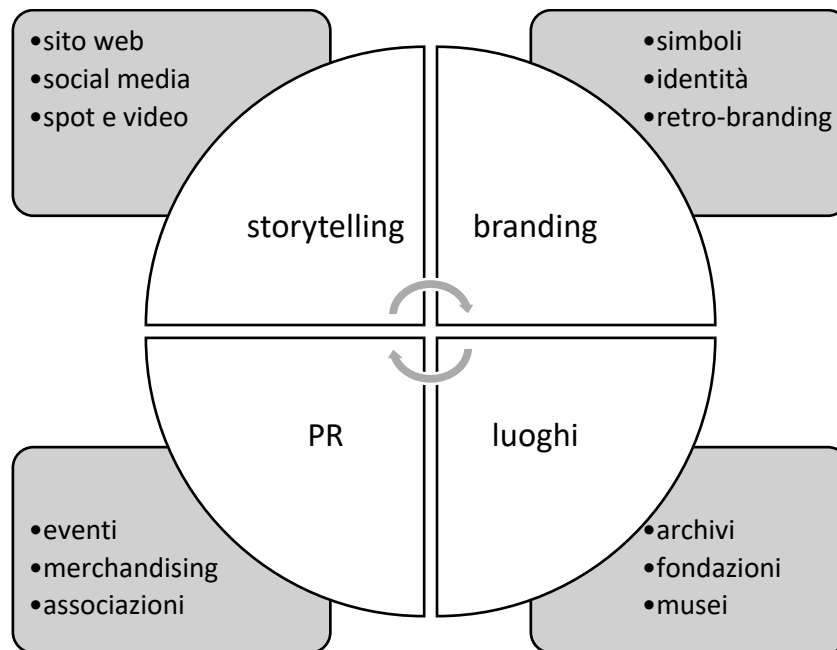 •sito web
•social media
•spot e video
•simboli
•identità
•retro-branding
storytelling
branding
PR
luoghi
•eventi
•merchandising
•associazioni
•archivi
•fondazioni
•musei